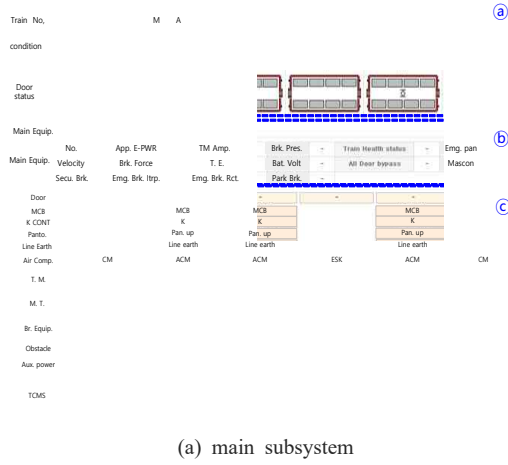 ⓐ
Train No, M A
condition
Door
status
Main Equip.
ⓑ
No. App. E-PWR TM Amp. Brk. Pres. - Train Health status - Emg. pan
Main Equip. Velocity Brk. Force T. E. Bat. Volt - All Door bypass - Mascon
Secu. Brk. Emg. Brk. Itrp. Emg. Brk. Rct. Park Brk. -
Door - - -
ⓒ
MCB MCB MCB MCB
K CONT K K K
Panto. Pan. up Pan. up Pan. up
Line Earth Line earth Line earth Line earth
Air Comp. CM ACM ACM ESK ACM CM
T. M.
M. T.
Br. Equip.
Obstacle
Aux. power
TCMS
(a) main subsystem